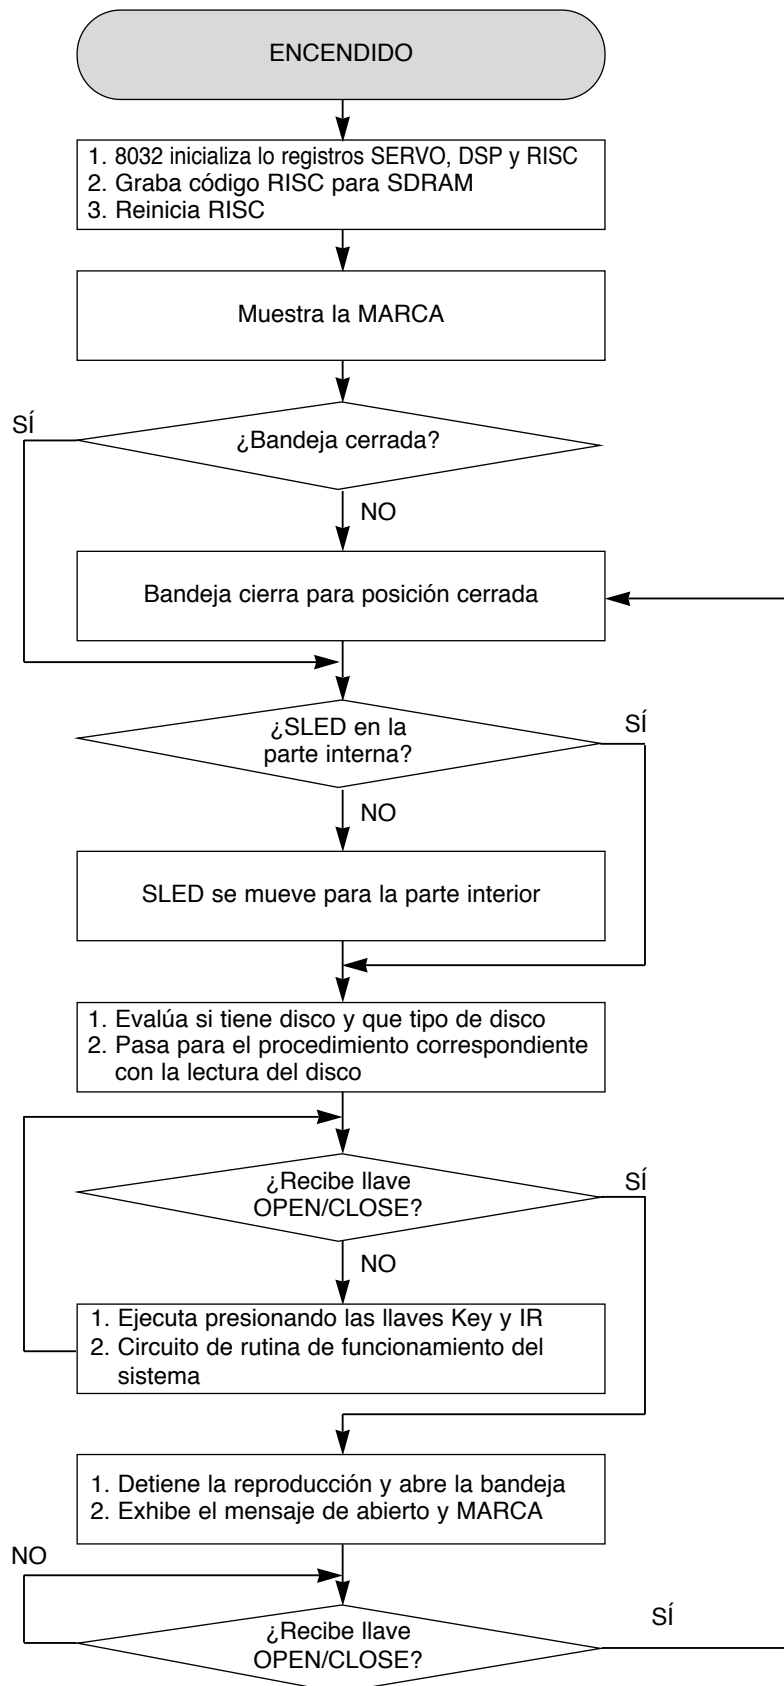 ENCENDIDO
1. 8032 inicializa lo registros SERVO, DSP y RISC
2. Graba código RISC para SDRAM
3. Reinicia RISC
Muestra la MARCA
SÍ
¿Bandeja cerrada?
NO
Bandeja cierra para posición cerrada
¿SLED en la
parte interna?
SÍ
NO
SLED se mueve para la parte interior
1. Evalúa si tiene disco y que tipo de disco
2. Pasa para el procedimiento correspondiente
con la lectura del disco
¿Recibe llave
OPEN/CLOSE?
SÍ
NO
1. Ejecuta presionando las llaves Key y IR
2. Circuito de rutina de funcionamiento del
sistema
1. Detiene la reproducción y abre la bandeja
2. Exhibe el mensaje de abierto y MARCA
NO
¿Recibe llave
OPEN/CLOSE?
SÍ